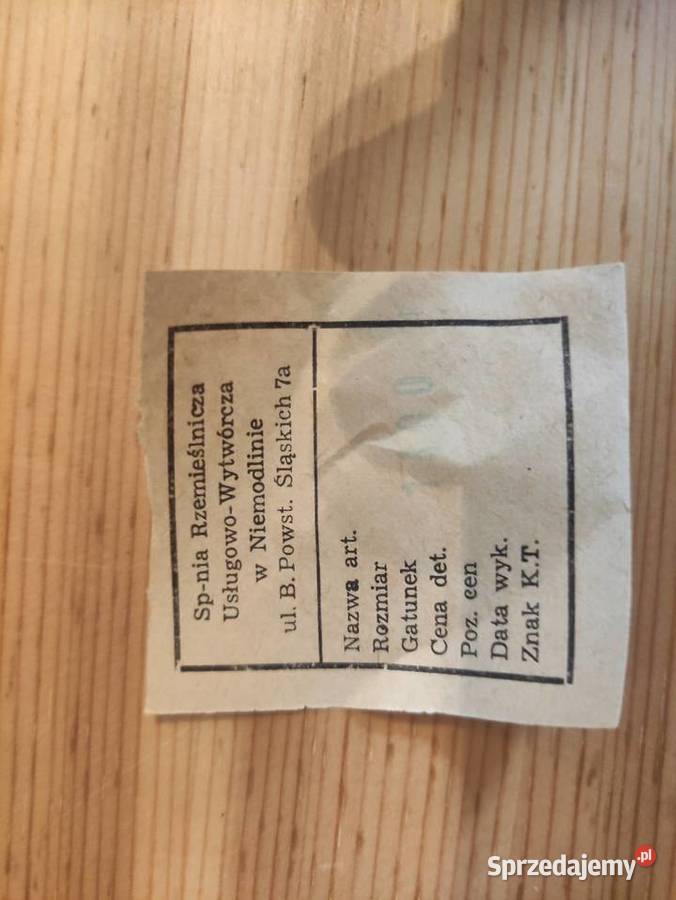 Sp-nia Rzemieślnicza
Usługowo-Wytwórcza
w Niemodlinie
ul. B. Powst. Śląskich 7a
Nazwa art.
Rozmiar
Gatunek
Cena det.
Poz. cen
Data wyk.
Znak K.T.
Sprzedajemy.pl